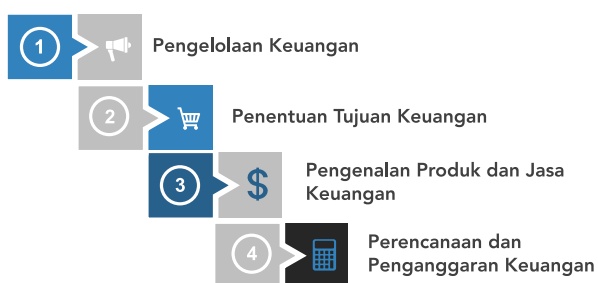 1 Pengelolaan Keuangan
2 Penentuan Tujuan Keuangan
3 $ Pengenalan Produk dan Jasa
Keuangan
4 Perencanaan dan
Penganggaran Keuangan